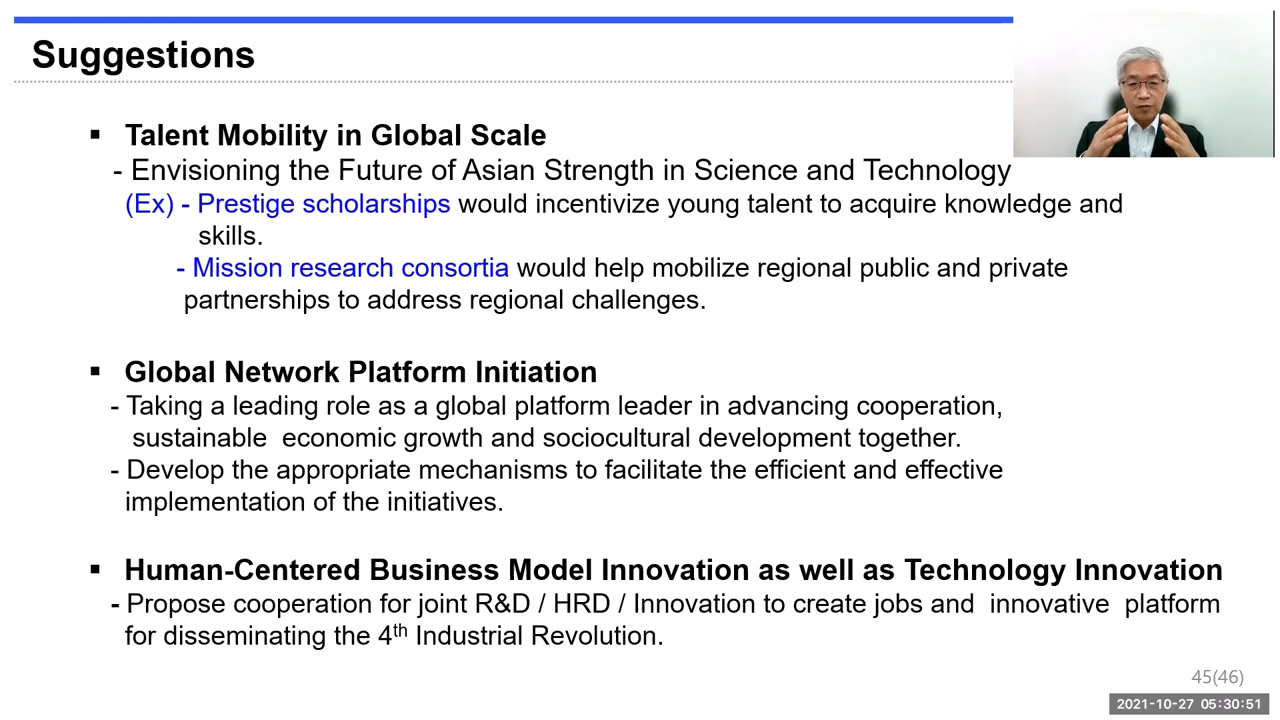 Suggestions
▪ Talent Mobility in Global Scale
- Envisioning the Future of Asian Strength in Science and Technology
(Ex) - Prestige scholarships would incentivize young talent to acquire knowledge and
skills.
- Mission research consortia would help mobilize regional public and private
partnerships to address regional challenges.
▪ Global Network Platform Initiation
- Taking a leading role as a global platform leader in advancing cooperation,
sustainable  economic growth and sociocultural development together.
- Develop the appropriate mechanisms to facilitate the efficient and effective
implementation of the initiatives.
▪ Human-Centered Business Model Innovation as well as Technology Innovation
- Propose cooperation for joint R&D / HRD / Innovation to create jobs and  innovative  platform
for disseminating the 4th Industrial Revolution.
45(46)
2021-10-27 05:30:51